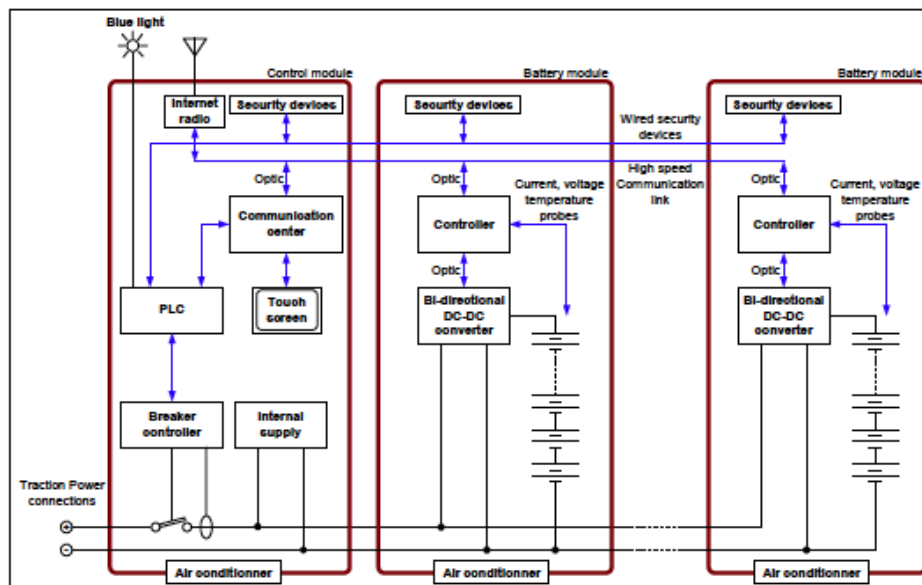 Blue light
Control module
Battery module
Battery module
Internet
radio
Security devices
Security devices
Security devices
Wired security
devices
Optic
Optic
High speed
Communication
link
Optic
Current, voltage
temperature
probes
Current, voltage
temperature
probes
Communication
center
Controller
Controller
Optic
Optic
PLC
Touch
screen
Bi-directional
DC-DC
converter
Bi-directional
DC-DC
converter
Breaker
controller
Internal
supply
Traction Power
connections
+
-
Air conditionner
Air conditionner
Air conditionner